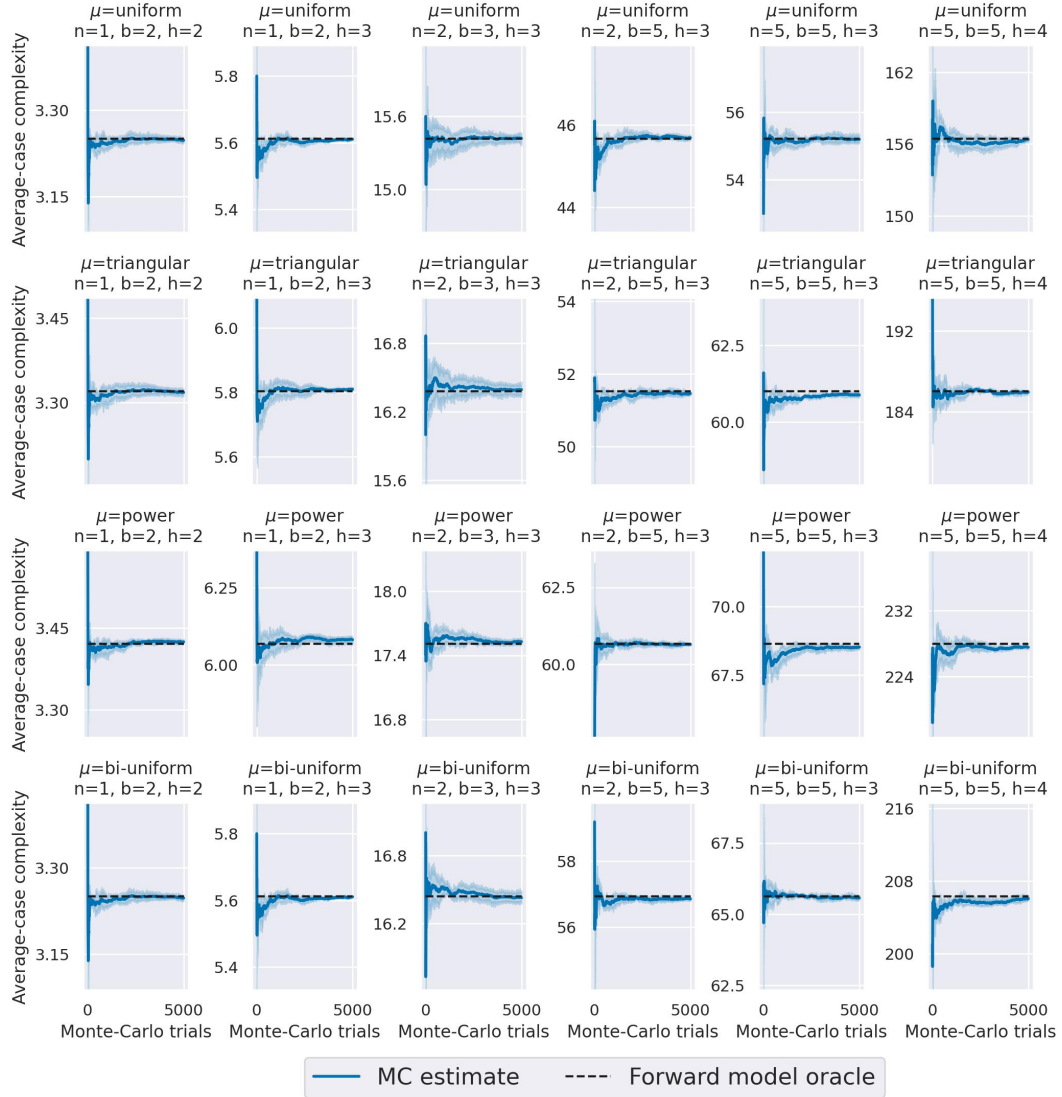 μ=uniform
n=1, b=2, h=2
μ=uniform
n=1, b=2, h=3
μ=uniform
n=2, b=3, h=3
μ=uniform
n=2, b=5, h=3
μ=uniform
n=5, b=5, h=3
μ=uniform
n=5, b=5, h=4
Average-case complexity
3.30
3.15
5.8
5.6
5.4
15.6
15.0
46
44
56
54
162
156
150
μ=triangular
n=1, b=2, h=2
μ=triangular
n=1, b=2, h=3
μ=triangular
n=2, b=3, h=3
μ=triangular
n=2, b=5, h=3
μ=triangular
n=5, b=5, h=3
μ=triangular
n=5, b=5, h=4
Average-case complexity
3.45
3.30
6.0
5.8
5.6
16.8
16.2
15.6
54
52
50
62.5
60.0
192
184
μ=power
n=1, b=2, h=2
μ=power
n=1, b=2, h=3
μ=power
n=2, b=3, h=3
μ=power
n=2, b=5, h=3
μ=power
n=5, b=5, h=3
μ=power
n=5, b=5, h=4
Average-case complexity
3.45
3.30
6.25
6.00
18.0
17.4
16.8
62.5
60.0
70.0
67.5
232
224
μ=bi-uniform
n=1, b=2, h=2
μ=bi-uniform
n=1, b=2, h=3
μ=bi-uniform
n=2, b=3, h=3
μ=bi-uniform
n=2, b=5, h=3
μ=bi-uniform
n=5, b=5, h=3
μ=bi-uniform
n=5, b=5, h=4
Average-case complexity
3.30
3.15
5.8
5.6
5.4
16.8
16.2
58
56
67.5
65.0
62.5
216
208
200
0 5000
Monte-Carlo trials
0 5000
Monte-Carlo trials
0 5000
Monte-Carlo trials
0 5000
Monte-Carlo trials
0 5000
Monte-Carlo trials
0 5000
Monte-Carlo trials
MC estimate
Forward model oracle